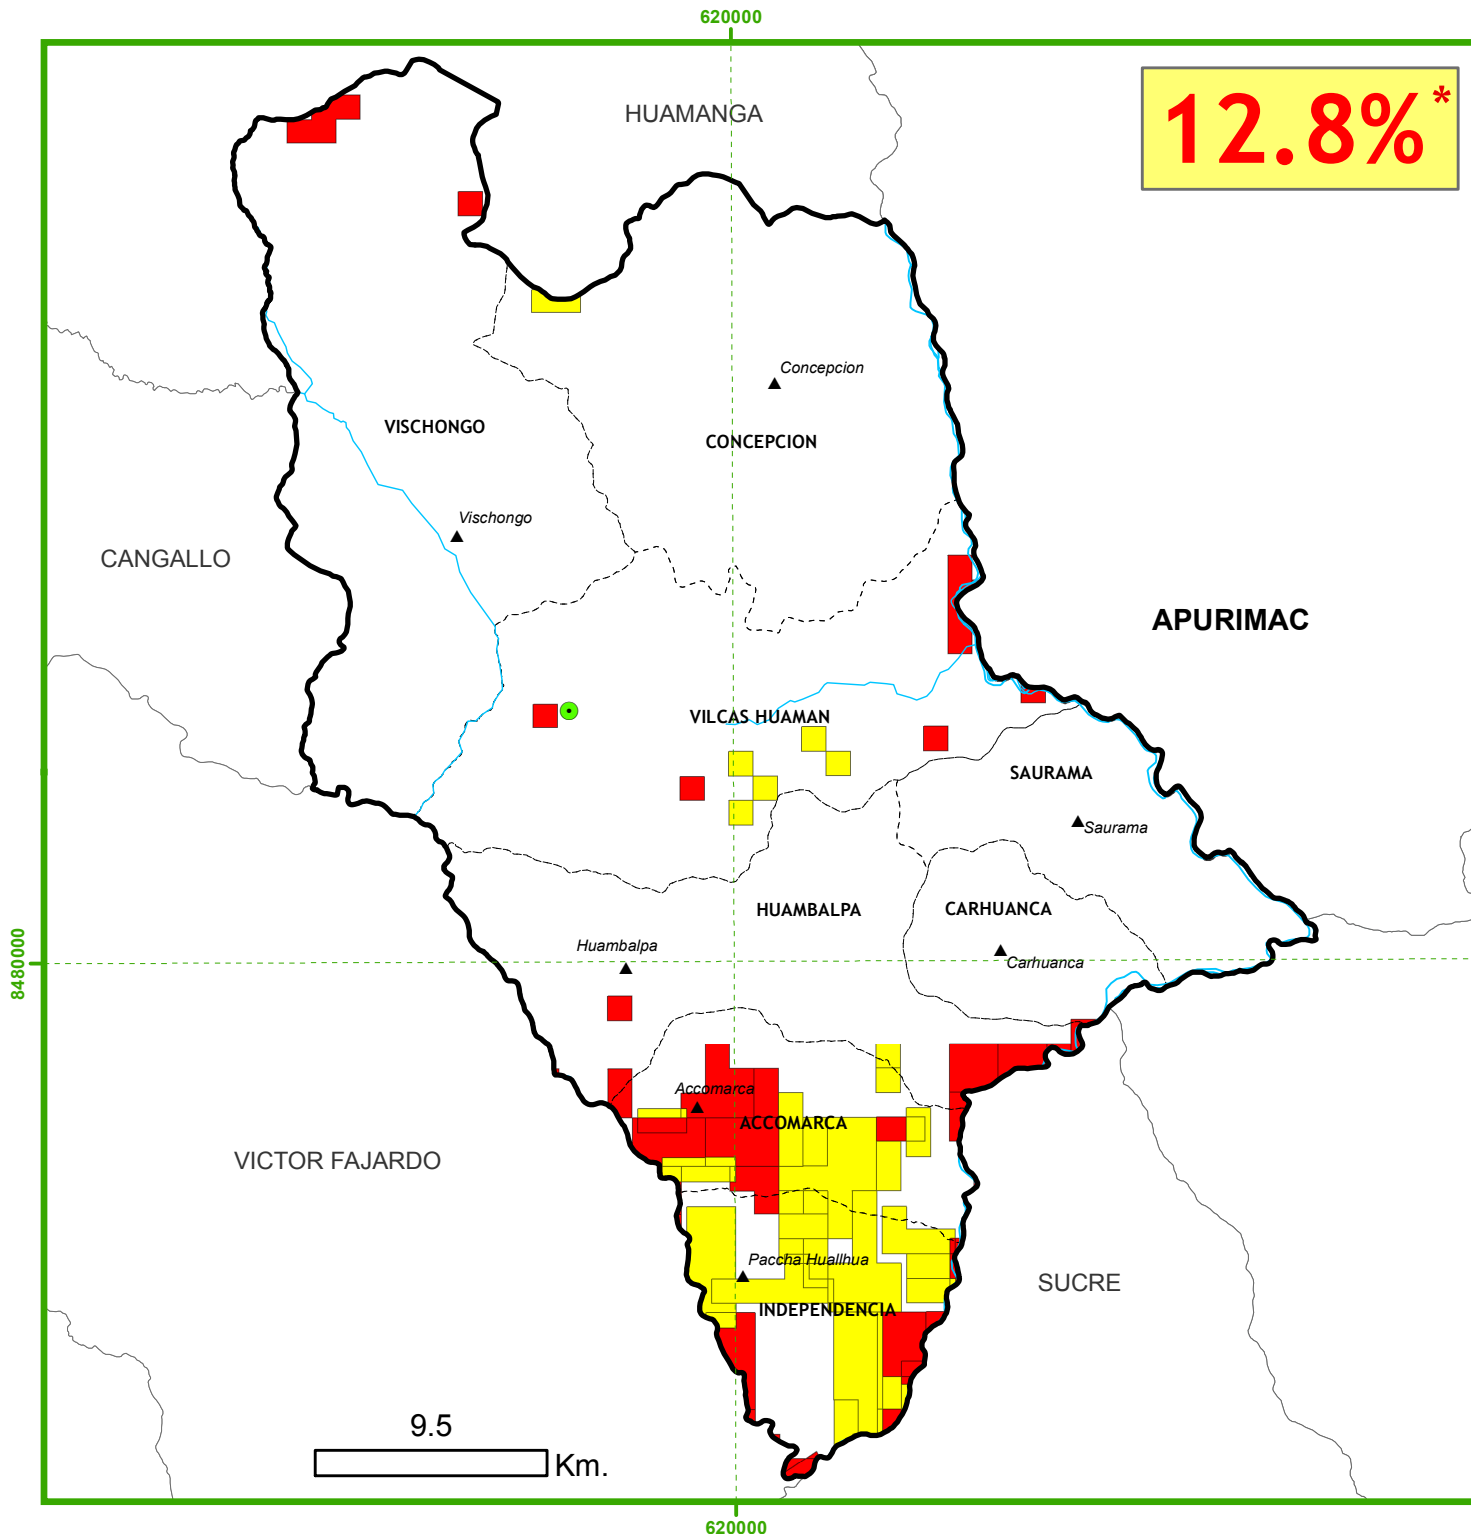 620000
12.8%*
HUAMANGA
Concepcion
VISCHONGO
CONCEPCION
Vischongo
CANGALLO
APURIMAC
VILCAS HUAMAN
SAURAMA
Saurama
HUAMBALPA
CARHUANCA
Huambalpa
Carhuanca
8480000
Accomarca
ACCOMARCA
VICTOR FAJARDO
Paccha Huallhua
SUCRE
INDEPENDENCIA
9.5
Km.
620000